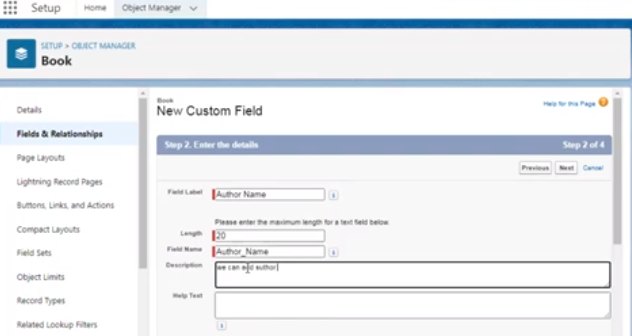 Setup
Home
Object Manager
SETUP > OBJECT MANAGER
Book
Details
Fields & Relationships
Page Layouts
Lightning Record Pages
Buttons, Links, and Actions
Compact Layouts
Field Sets
Object Limits
Record Types
Related Lookup Filters
Book
New Custom Field
Help for this Page ?
Step 2. Enter the details
Step 2 of 4
Previous Next Cancel
Field Label Author Name i
Please enter the maximum length for a text field below.
Length 20
Field Name Author_Name i
Description we can add author
Help Text
i